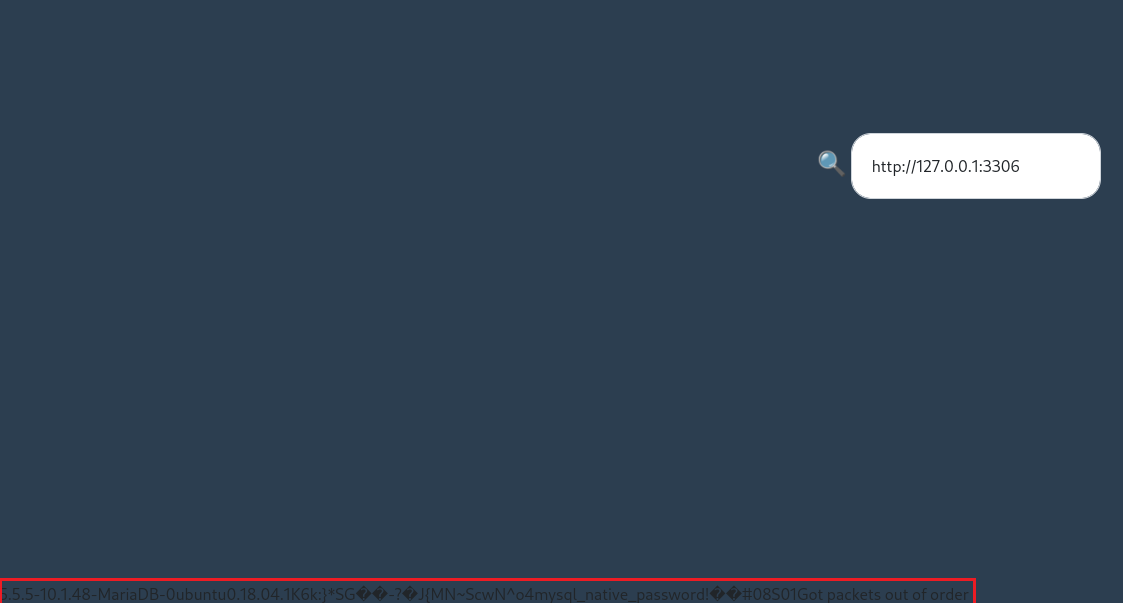 http://127.0.0.1:3306
5.5.5-10.1.48-MariaDB-0ubuntu0.18.04.1K6k:}*SG��-?�J{MN~ScwN^o4mysql_native_password!��#08S01Got packets out of order